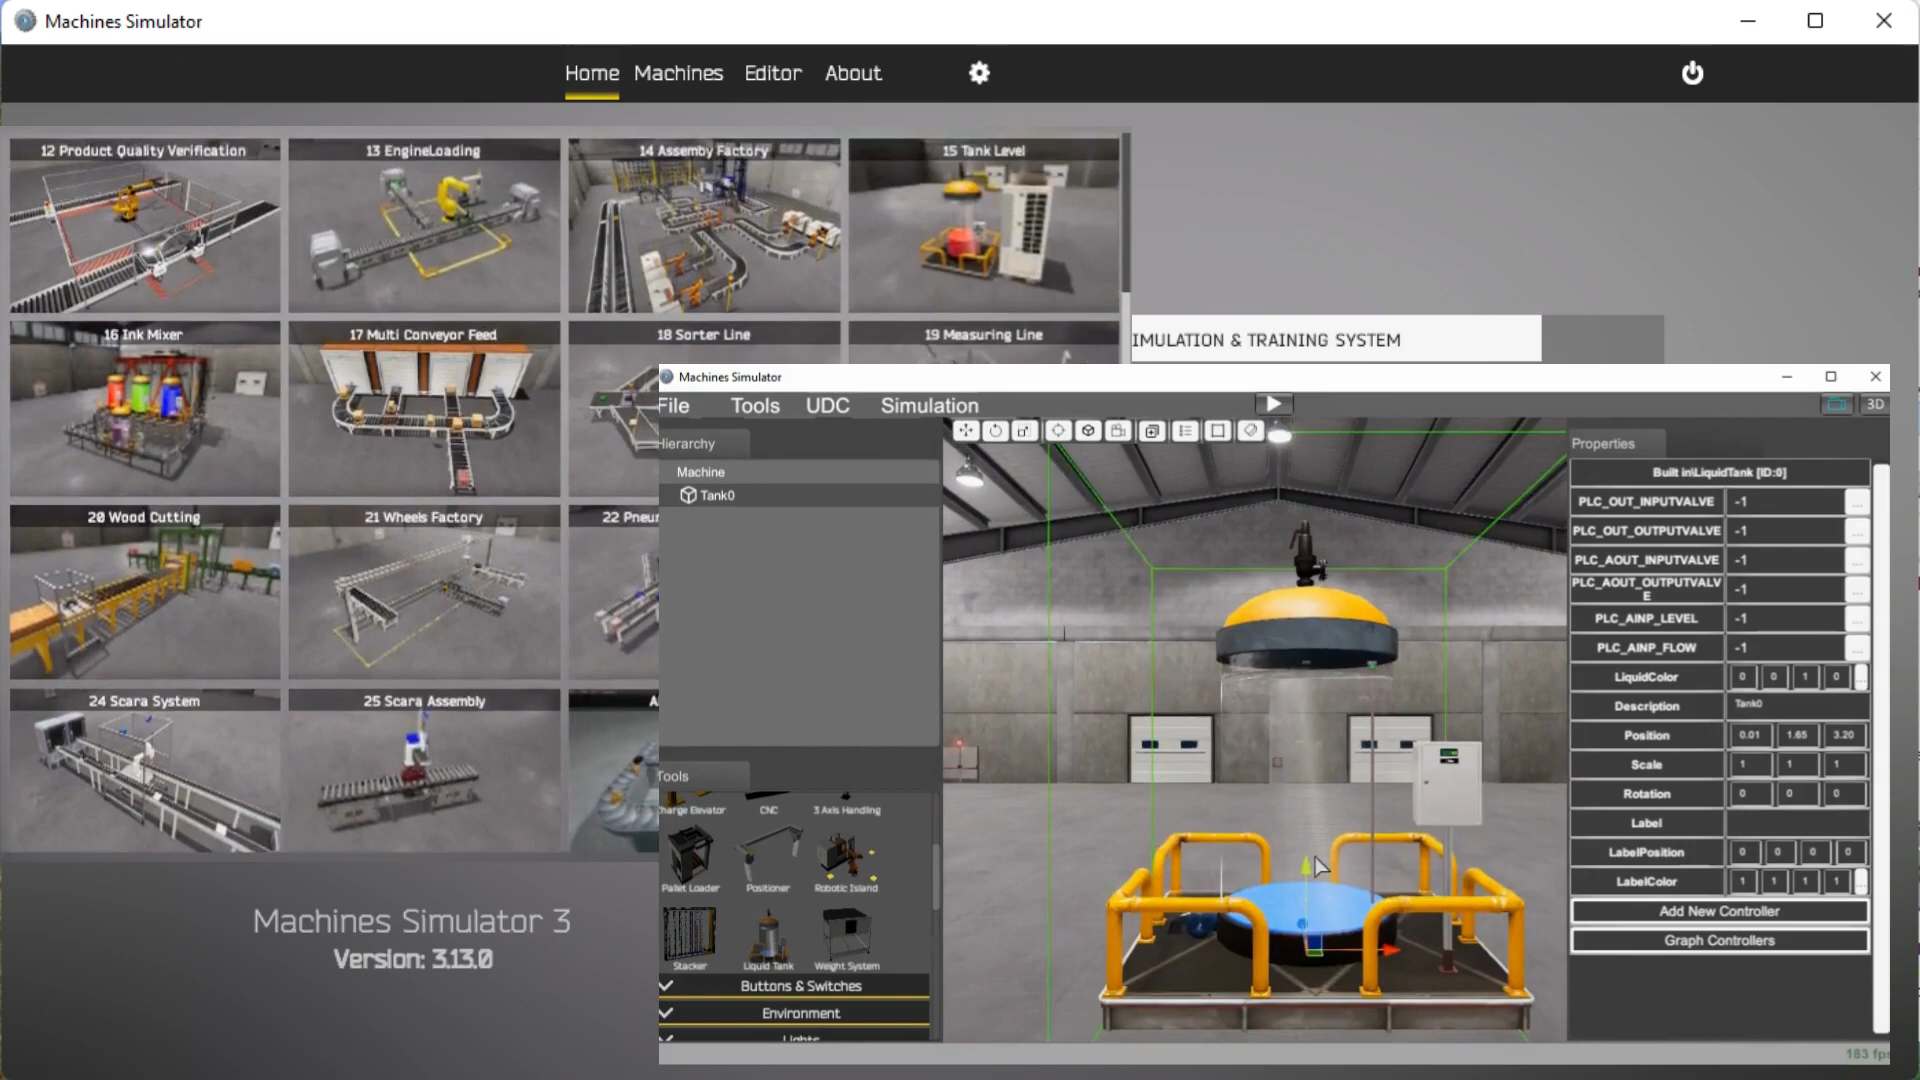 Machines Simulator
Home Machines Editor About
12 Product Quality Verification
13 EngineLoading
14 Assemby Factory
15 Tank Level
16 Ink Mixer
17 Multi Conveyor Feed
18 Sorter Line
19 Measuring Line
IMULATION & TRAINING SYSTEM
20 Wood Cutting
21 Wheels Factory
22 Pneu
24 Scara System
25 Scara Assembly
A
Machines Simulator 3
Version: 3.13.0
Machines Simulator
File Tools UDC Simulation
3D
Hierarchy
Machine
Tank0
Tools
Charge Elevator
CNC
3 Axis Handling
Pallet Loader
Positioner
Robotic Island
Stacker
Liquid Tank
Weight System
Buttons & Switches
Environment
Lights
Properties
Built in\LiquidTank [ID:0]
PLC_OUT_INPUTVALVE -1 ...
PLC_OUT_OUTPUTVALVE -1 ...
PLC_AOUT_INPUTVALVE -1 ...
PLC_AOUT_OUTPUTVALV
E -1 ...
PLC_AINP_LEVEL -1 ...
PLC_AINP_FLOW -1 ...
LiquidColor 0 0 1 0 ...
Description Tank0
Position 0.01 1.65 3.20
Scale 1 1 1
Rotation 0 0 0
Label
LabelPosition 0 0 0 0
LabelColor 1 1 1 1 ...
Add New Controller
Graph Controllers
183 fps